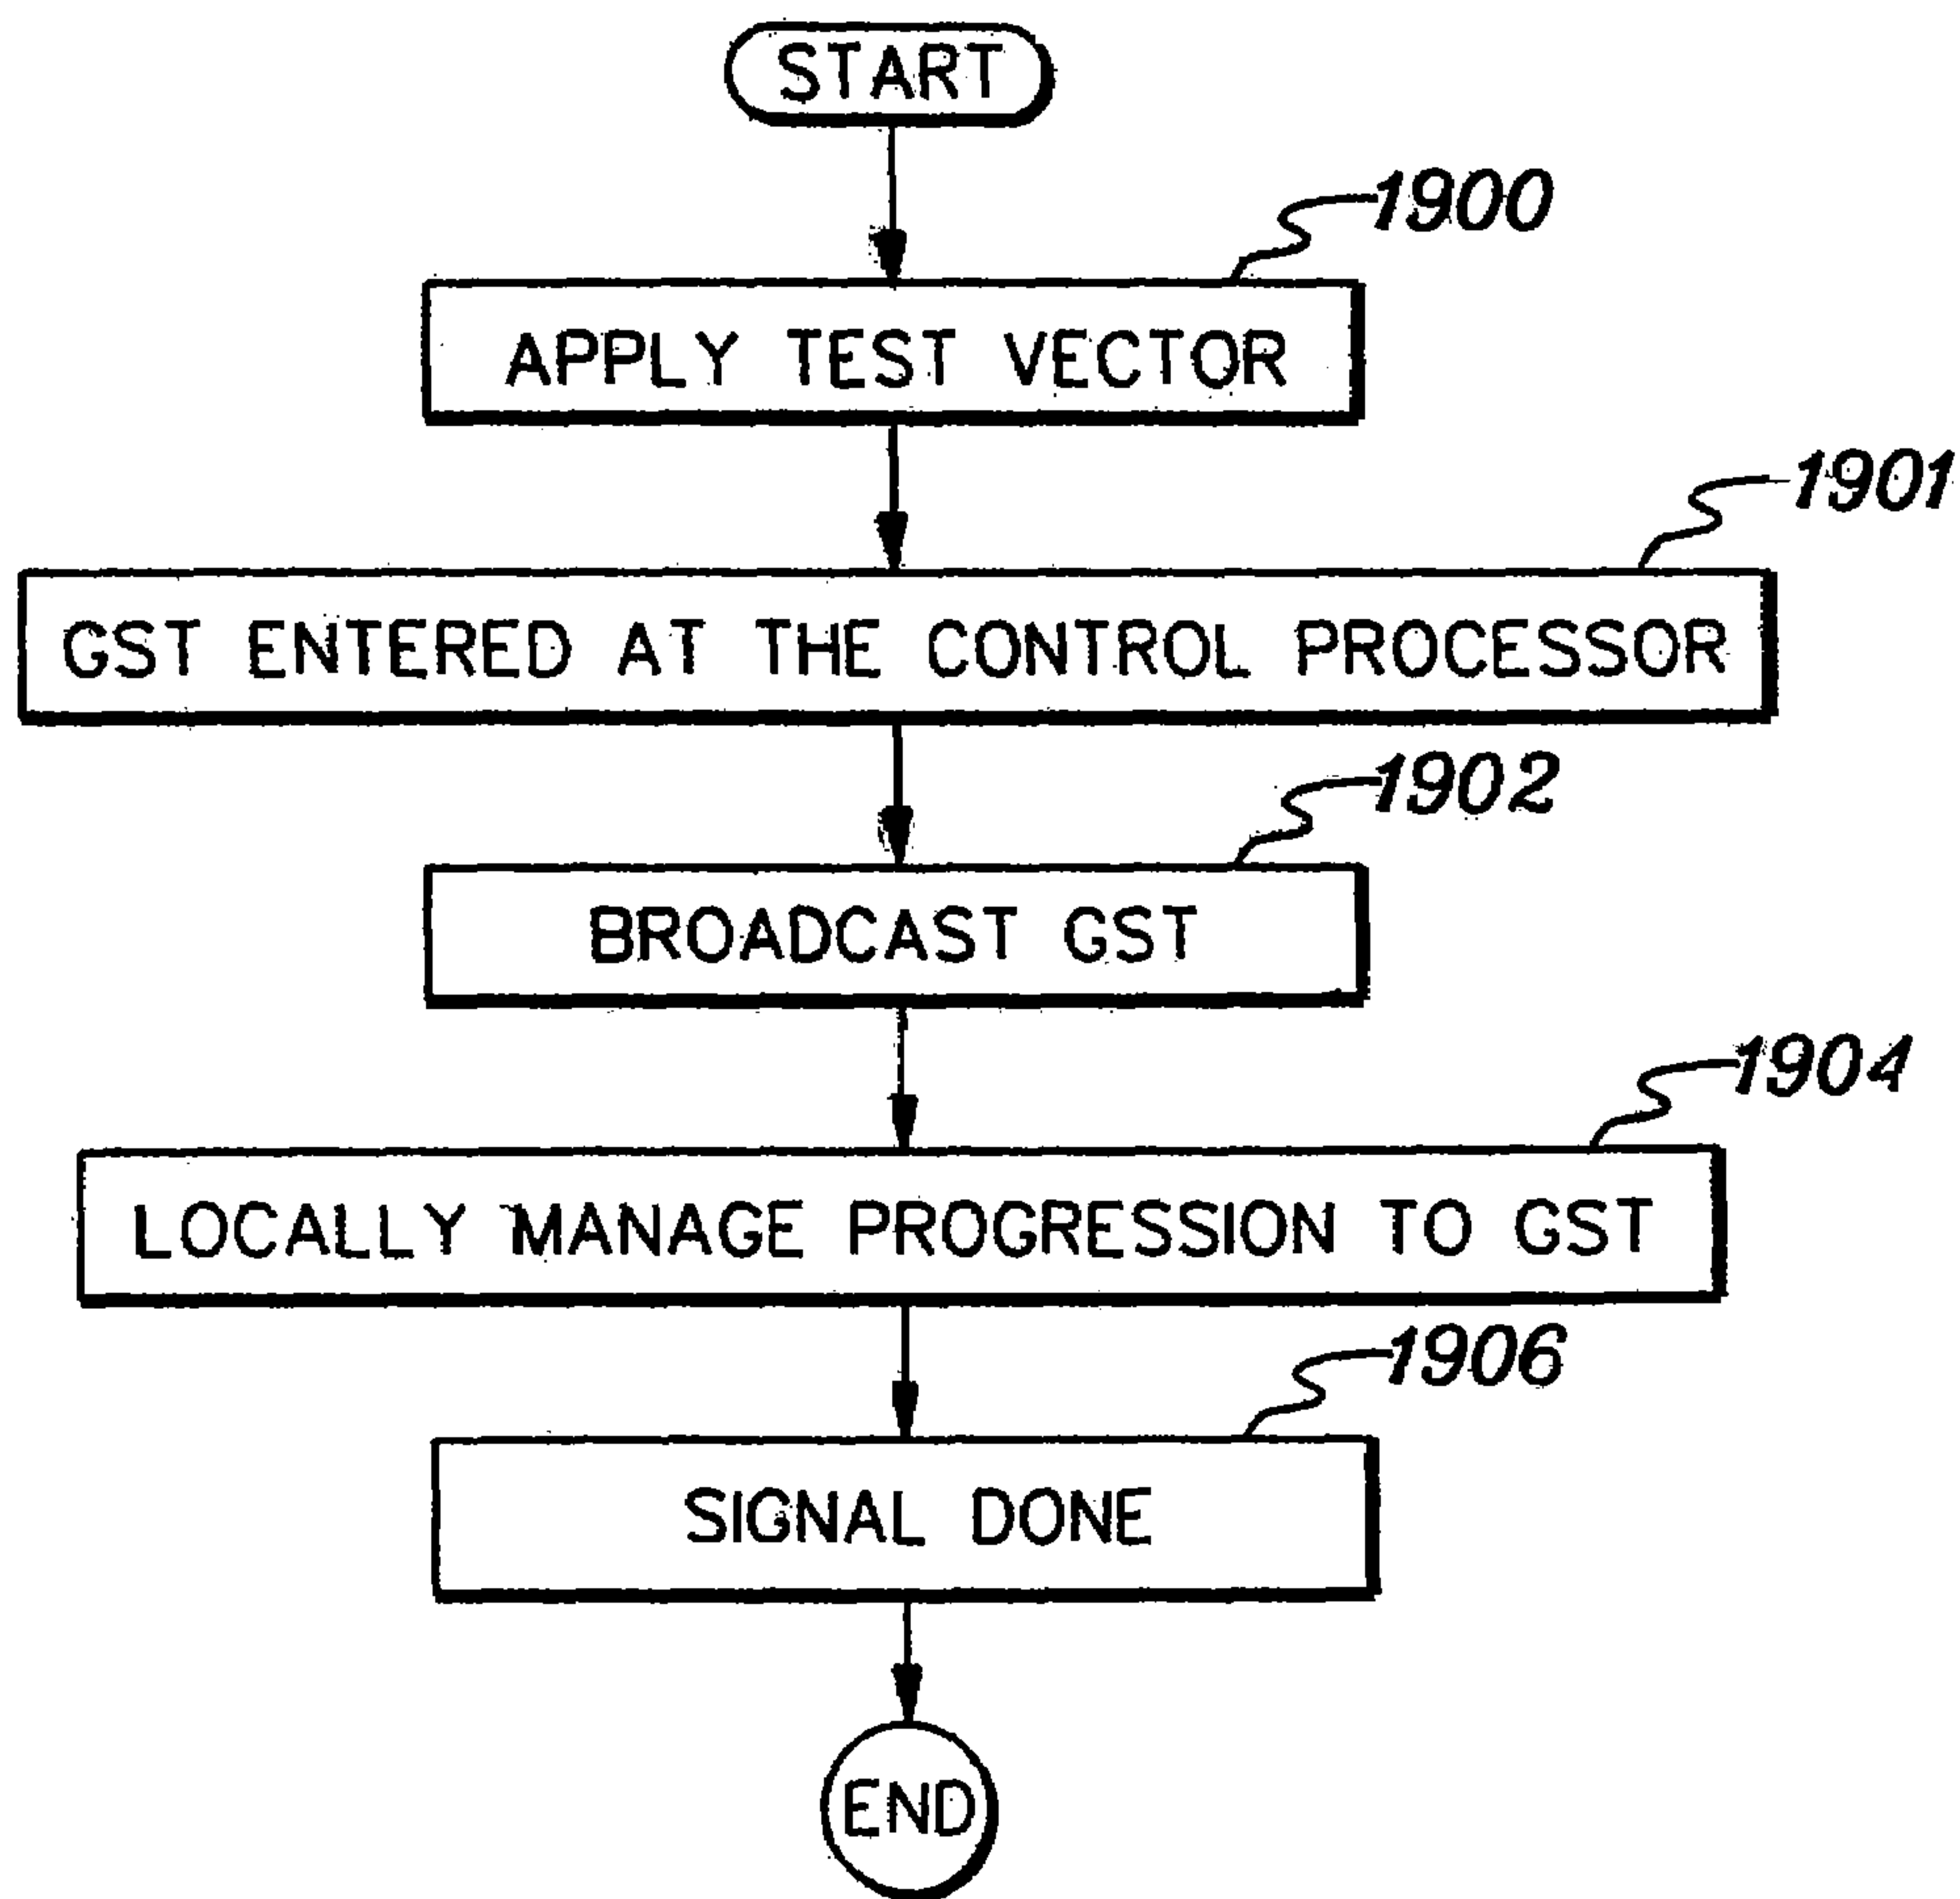 START
1900
APPLY TEST VECTOR
1901
GST ENTERED AT THE CONTROL PROCESSOR
1902
BROADCAST GST
1904
LOCALLY MANAGE PROGRESSION TO GST
1906
SIGNAL DONE
END